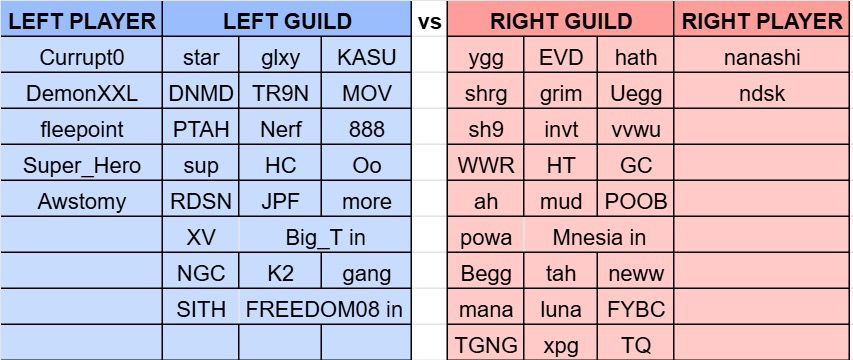 LEFT PLAYER LEFT GUILD vs RIGHT GUILD RIGHT PLAYER
Currupt0 star glxy KASU ygg EVD hath nanashi
DemonXXL DNMD TR9N MOV shrg grim Uegg ndsk
fleepoint PTAH Nerf 888 sh9 invt vvwu
Super_Hero sup HC Oo WWR HT GC
Awstomy RDSN JPF more ah mud POOB
XV Big_T in powa Mnesia in
NGC K2 gang Begg tah neww
SITH FREEDOM08 in mana luna FYBC
TGNG xpg TQ